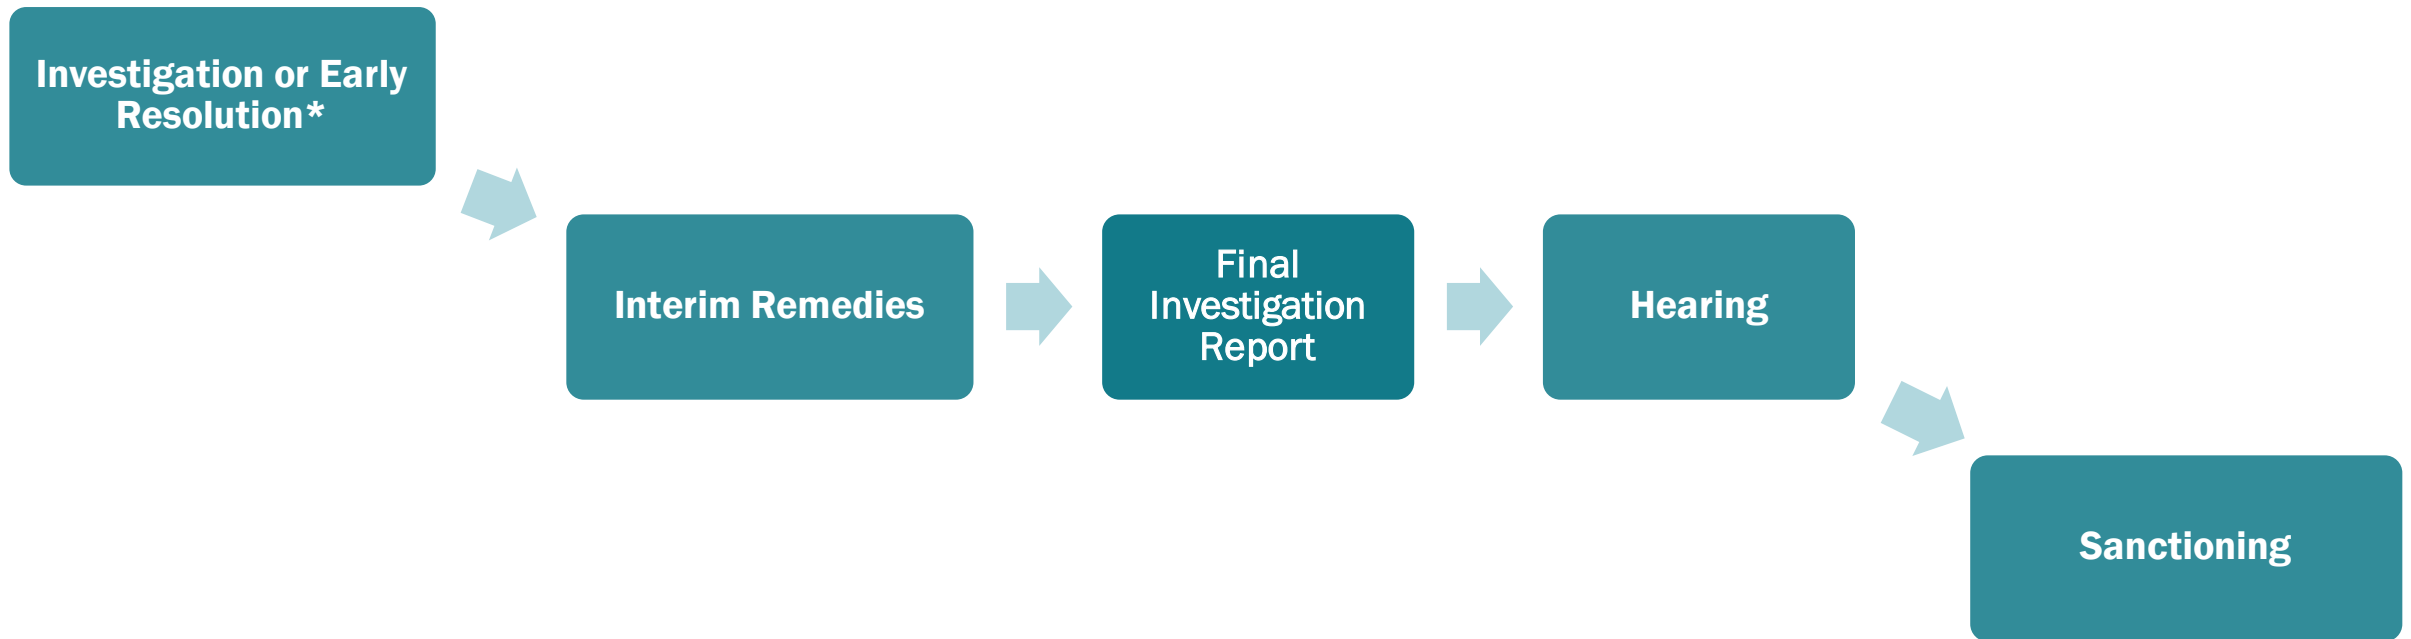 Investigation or Early
Resolution*
Interim Remedies
Final
Investigation
Report
Hearing
Sanctioning